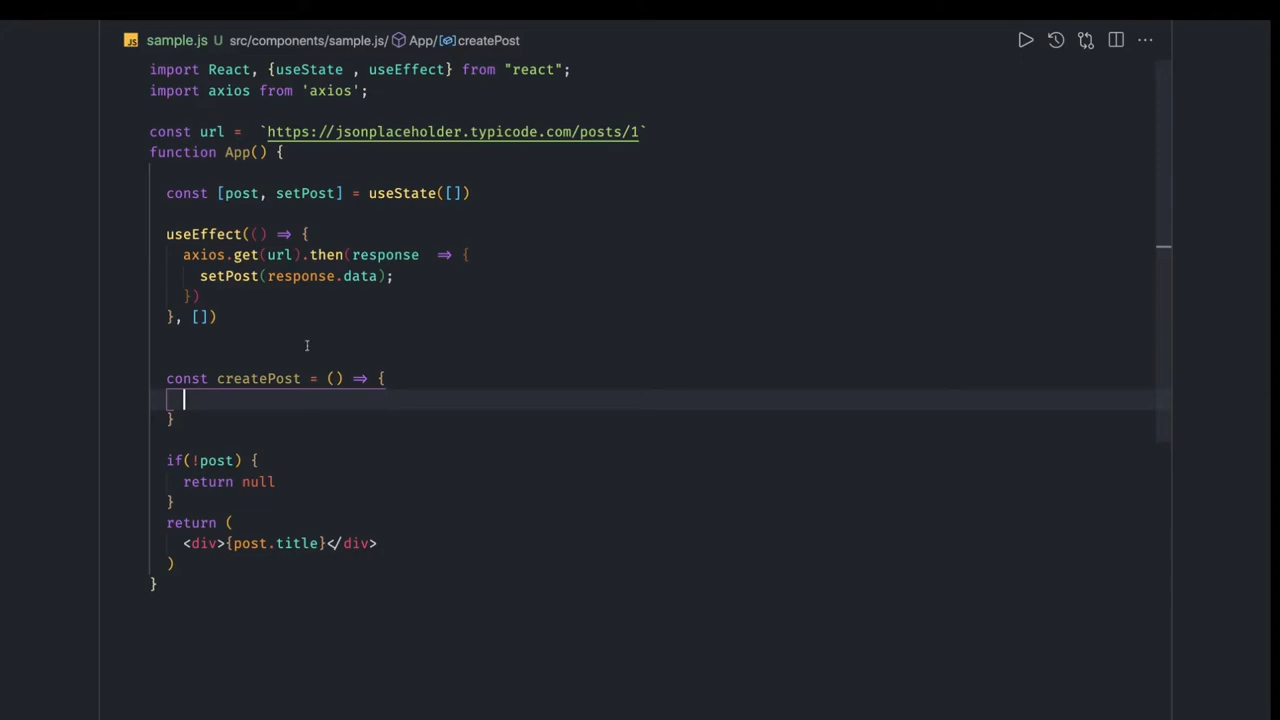 JS sample.js U src/components/sample.js/ App/ createPost
import React, {useState , useEffect} from "react";
import axios from 'axios';
const url =  `https://jsonplaceholder.typicode.com/posts/1`
function App() {
const [post, setPost] = useState([])
useEffect(() => {
axios.get(url).then(response  => {
setPost(response.data);
})
}, [])
const createPost = () => {
}
if(!post) {
return null
}
return (
<div>{post.title}</div>
)
}